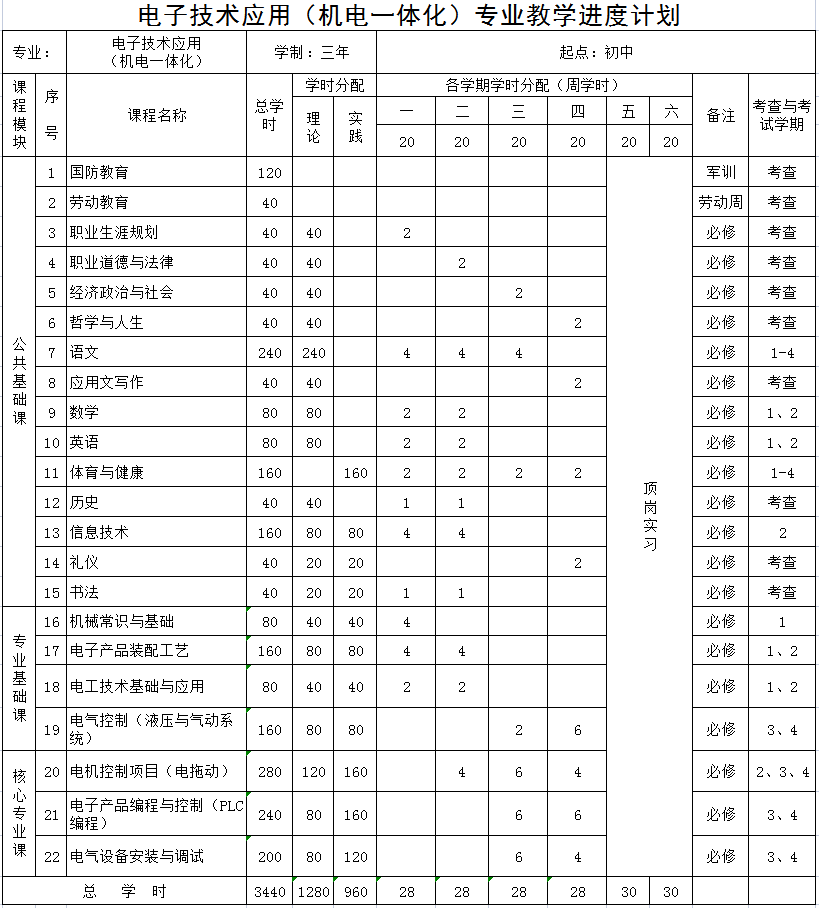 电子技术应用（机电一体化）专业教学进度计划
专业： 电子技术应用（机电一体化） 学制：三年 起点：初中
课程模块 序号 课程名称 总学时 学时分配 各学期学时分配（周学时） 备注 考查与考试学期
理论 实践 一 二 三 四 五 六
20 20 20 20 20 20
公共基础课
1 国防教育 120 军训 考查
2 劳动教育 40 劳动周 考查
3 职业生涯规划 40 40 2 必修 考查
4 职业道德与法律 40 40 2 必修 考查
5 经济政治与社会 40 40 2 必修 考查
6 哲学与人生 40 40 2 必修 考查
7 语文 240 240 4 4 4 必修 1-4
8 应用文写作 40 40 2 必修 考查
9 数学 80 80 2 2 必修 1、2
10 英语 80 80 2 2 必修 1、2
11 体育与健康 160 160 2 2 2 2 必修 1-4
12 历史 40 40 1 1 必修 考查
13 信息技术 160 80 80 4 4 必修 2
14 礼仪 40 20 20 2 必修 考查
15 书法 40 20 20 1 1 必修 考查
顶岗实习
专业基础课
16 机械常识与基础 80 40 40 4 必修 1
17 电子产品装配工艺 160 80 80 4 4 必修 1、2
18 电工技术基础与应用 80 40 40 2 2 必修 1、2
19 电气控制（液压与气动系统） 160 80 80 2 6 必修 3、4
核心专业课
20 电机控制项目（电拖动） 280 120 160 4 6 4 必修 2、3、4
21 电子产品编程与控制（PLC编程） 240 80 160 6 6 必修 3、4
22 电气设备安装与调试 200 80 120 6 4 必修 3、4
总 学 时 3440 1280 960 28 28 28 28 30 30